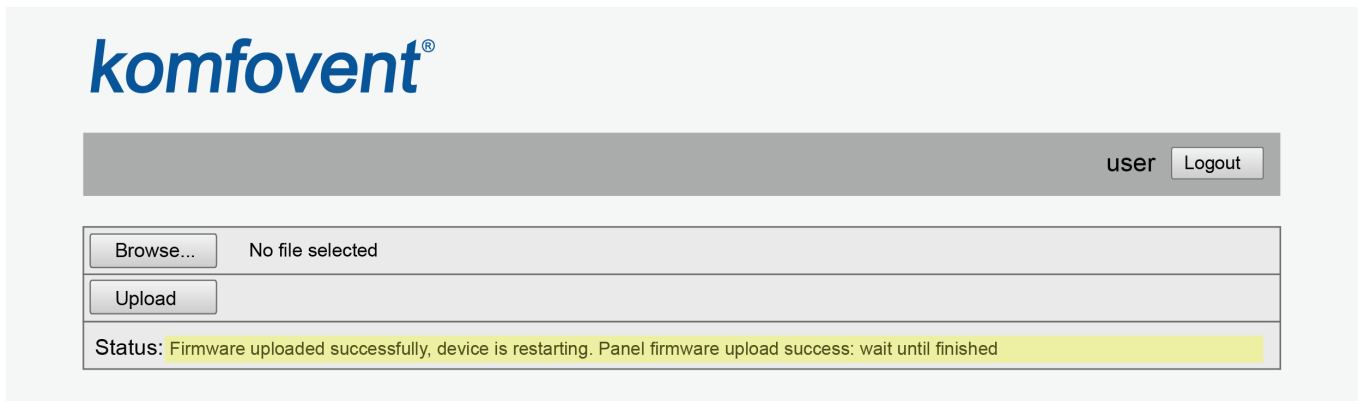 komfovent®
user Logout
Browse... No file selected
Upload
Status: Firmware uploaded successfully, device is restarting. Panel firmware upload success: wait until finished